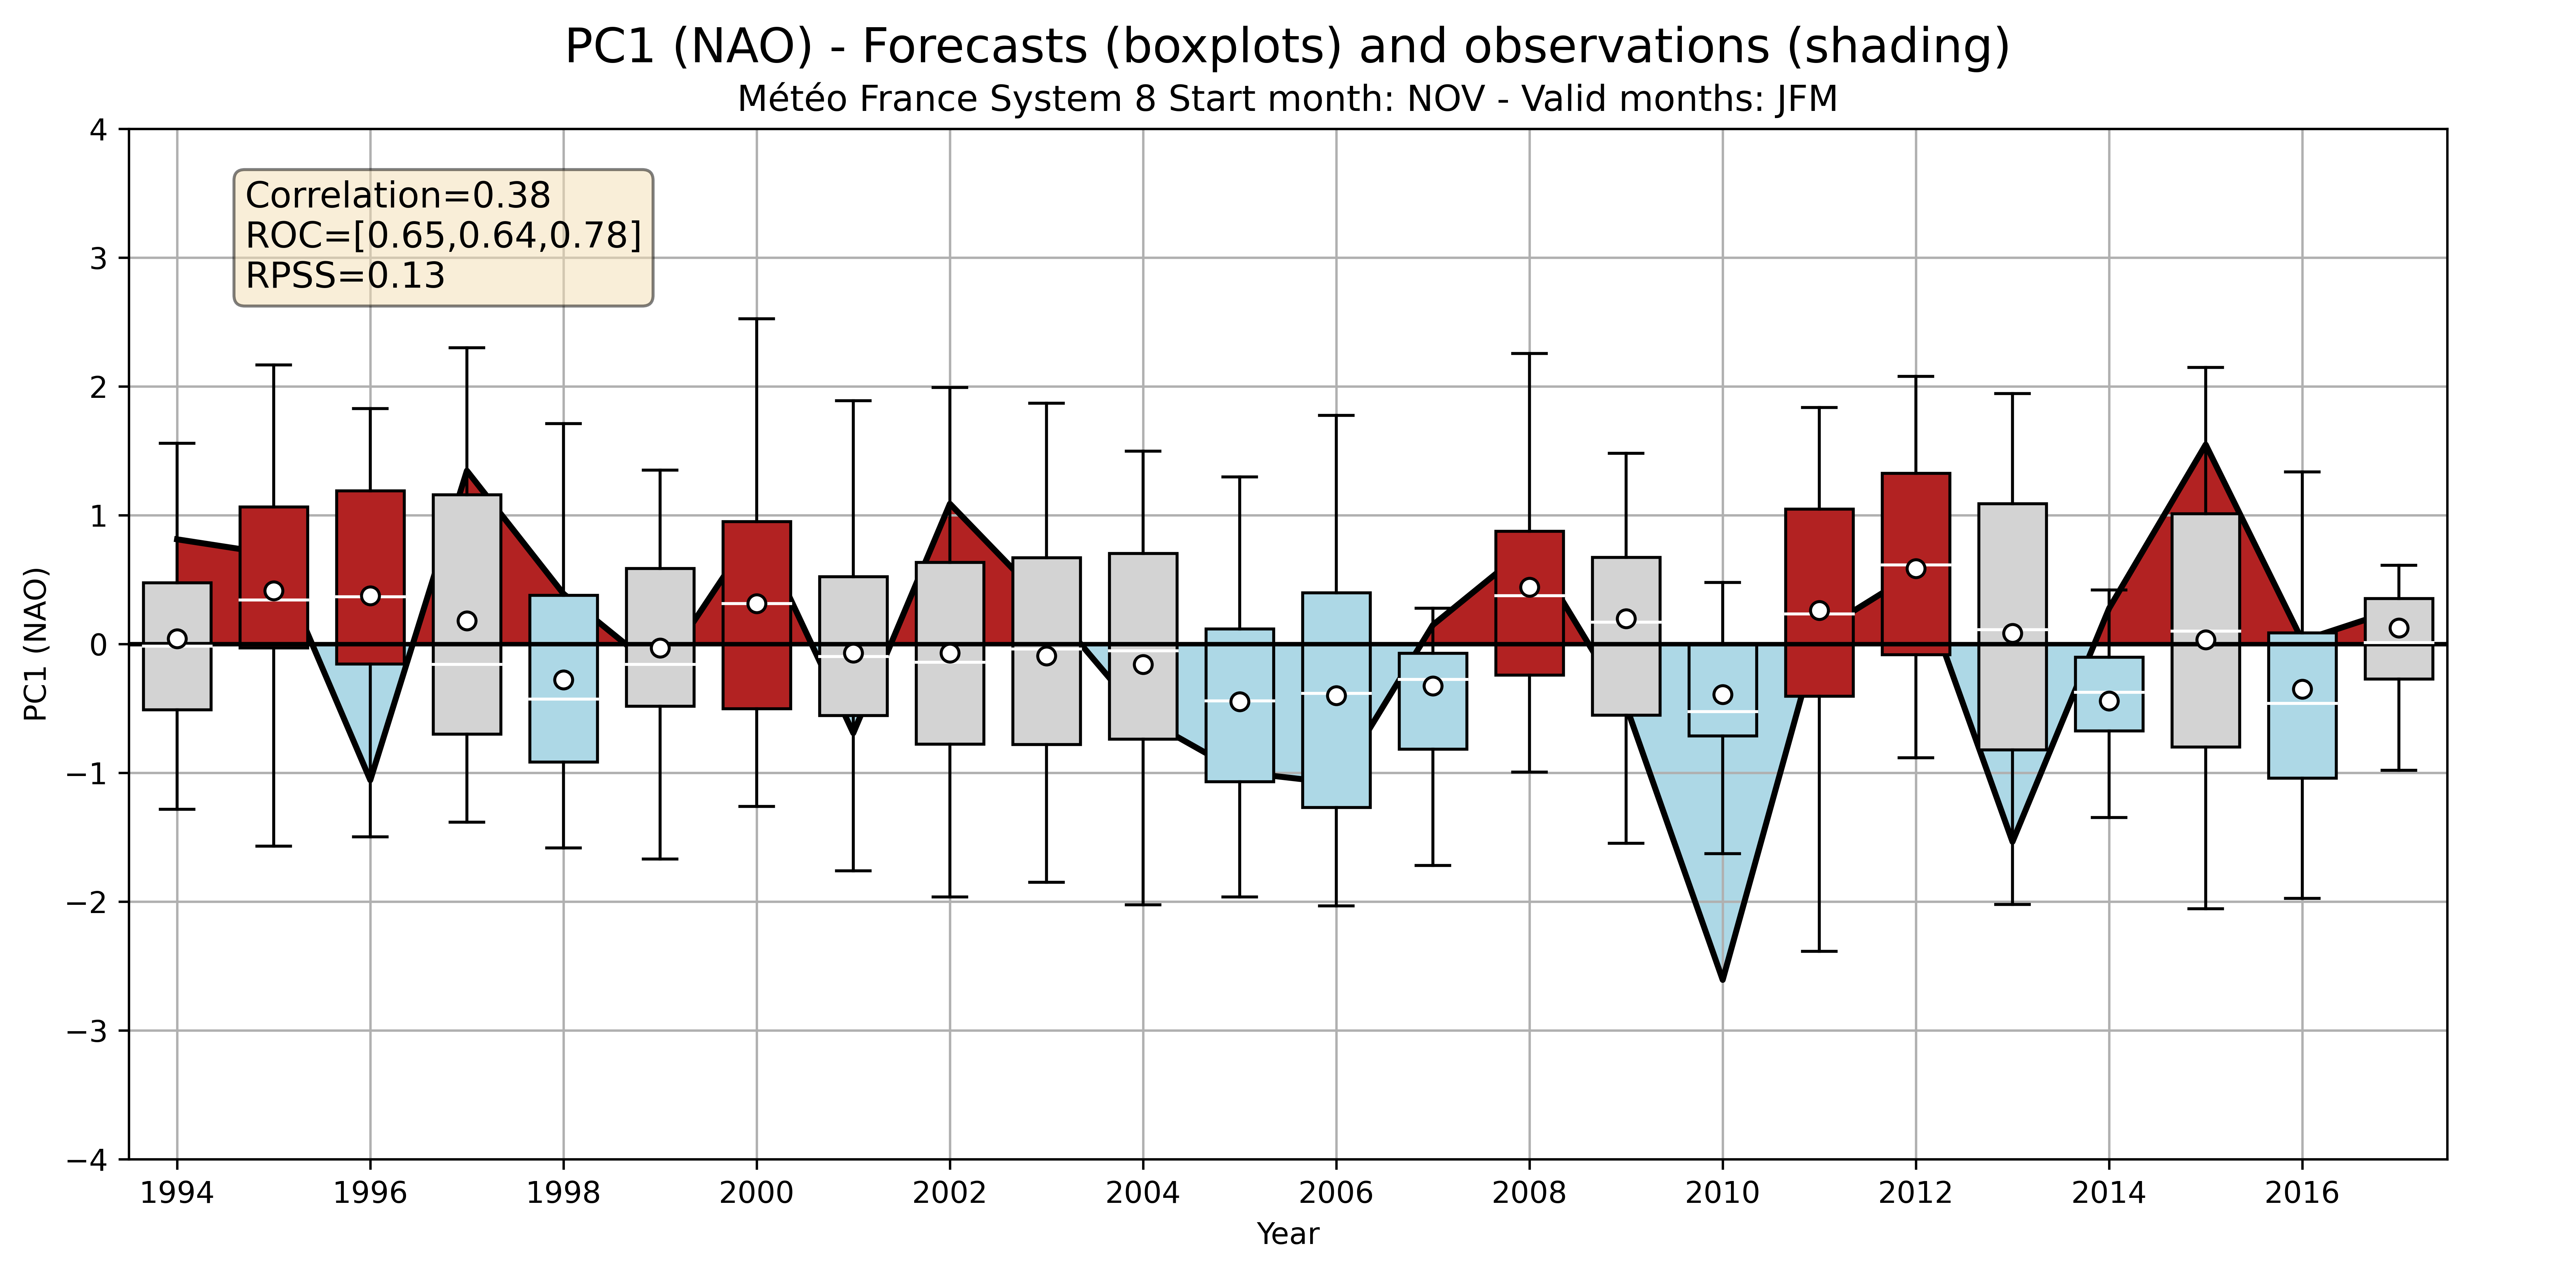 PC1 (NAO) - Forecasts (boxplots) and observations (shading)
Météo France System 8 Start month: NOV - Valid months: JFM
Correlation=0.38
ROC=[0.65,0.64,0.78]
RPSS=0.13
PC1 (NAO)
4
3
2
1
0
−1
−2
−3
−4
1994 1996 1998 2000 2002 2004 2006 2008 2010 2012 2014 2016
Year